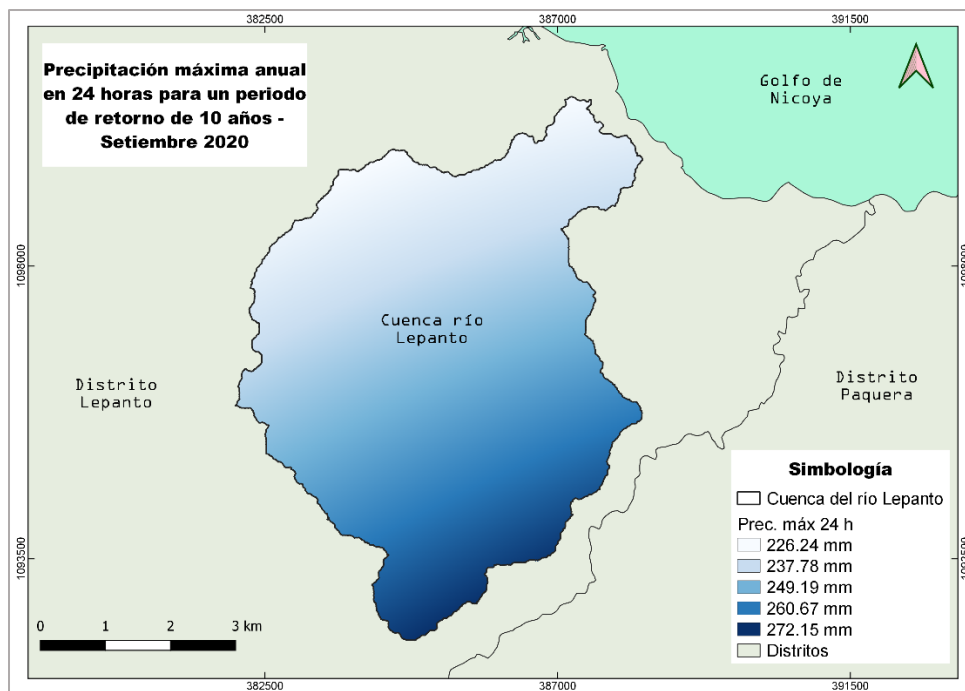 382500
387000
391500
Precipitación máxima anual
en 24 horas para un periodo
de retorno de 10 años -
Setiembre 2020
Golfo de
Nicoya
1098000
1098000
Cuenca río
Lepanto
Distrito
Lepanto
Distrito
Paquera
Simbología
Cuenca del río Lepanto
Prec. máx 24 h
226.24 mm
237.78 mm
249.19 mm
260.67 mm
272.15 mm
Distritos
1093500
1093500
0 1 2 3 km
382500
387000
391500